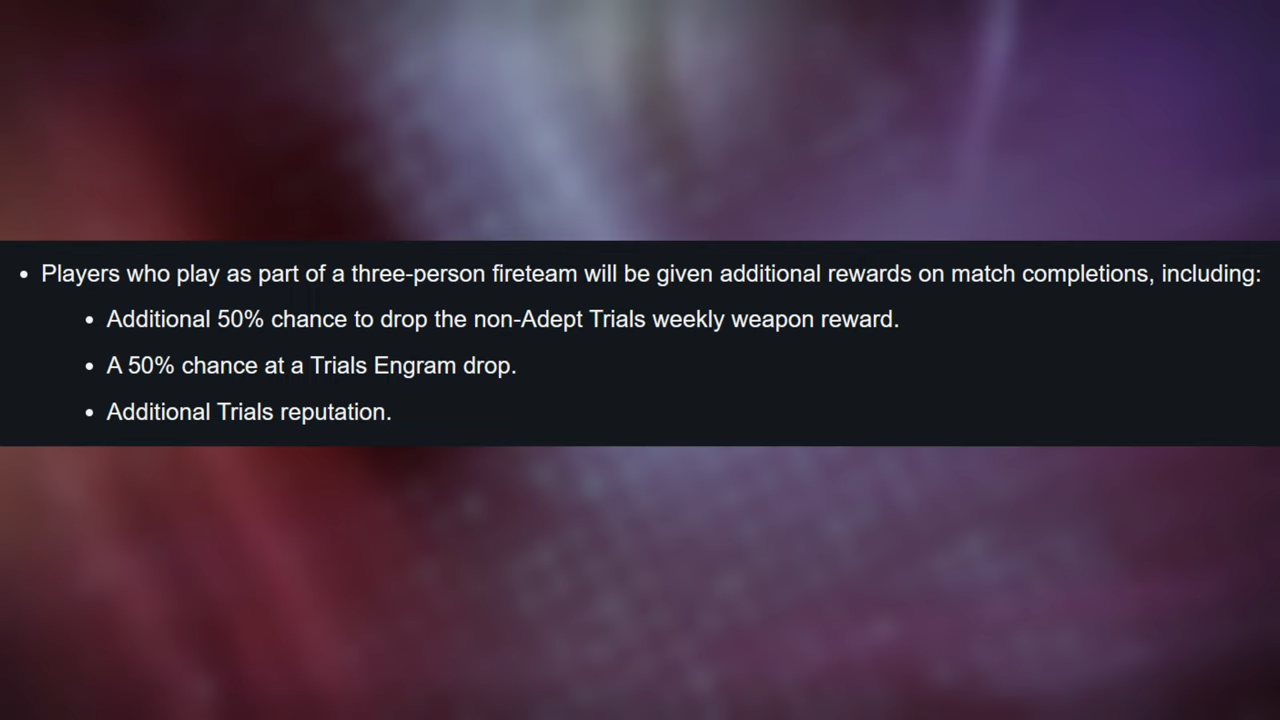 • Players who play as part of a three-person fireteam will be given additional rewards on match completions, including:
• Additional 50% chance to drop the non-Adept Trials weekly weapon reward.
• A 50% chance at a Trials Engram drop.
• Additional Trials reputation.